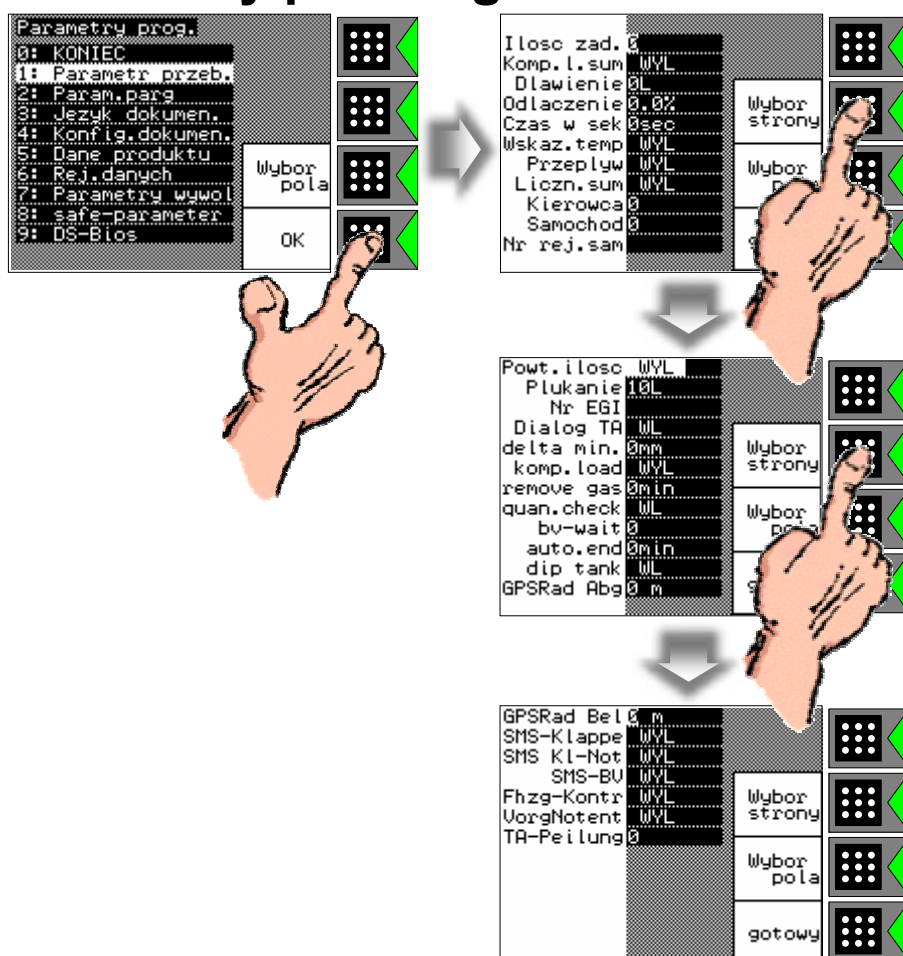 Parametry prog.
0: KONIEC
1: Parametr przeb.
2: Param.parg
3: Jezyk dokumen.
4: Konfig.dokumen.
5: Dane produktu
6: Rej.danych
7: Parametry wywol
8: safe-parameter
9: DS-Bios
Wybor
pola
OK
Ilosc zad. 0
Komp.l.sum WYL
Dlawienie 0L
Odlaczenie 0.0%
Czas w sek 0sec
Wskaz.temp WYL
Przeplyw WYL
Liczn.sum WYL
Kierowca 0
Samochod 0
Nr rej.sam
Wybor
strony
Wybor
Powt.ilosc WYL
Plukanie 10L
Nr EGI
Dialog TA WL
delta min. 0mm
komp.load WYL
remove gas 0min
quan.check WL
bv-wait 0
auto.end 0min
dip tank WL
GPSRad Abg 0 m
Wybor
strony
Wybor
pola
GPSRad Bel 0 m
SMS-Klappe WYL
SMS Kl-Not WYL
SMS-BV WYL
Fhzg-Kontr WYL
VorgNotent WYL
TA-Peilung 0
Wybor
strony
Wybor
pola
gotowy